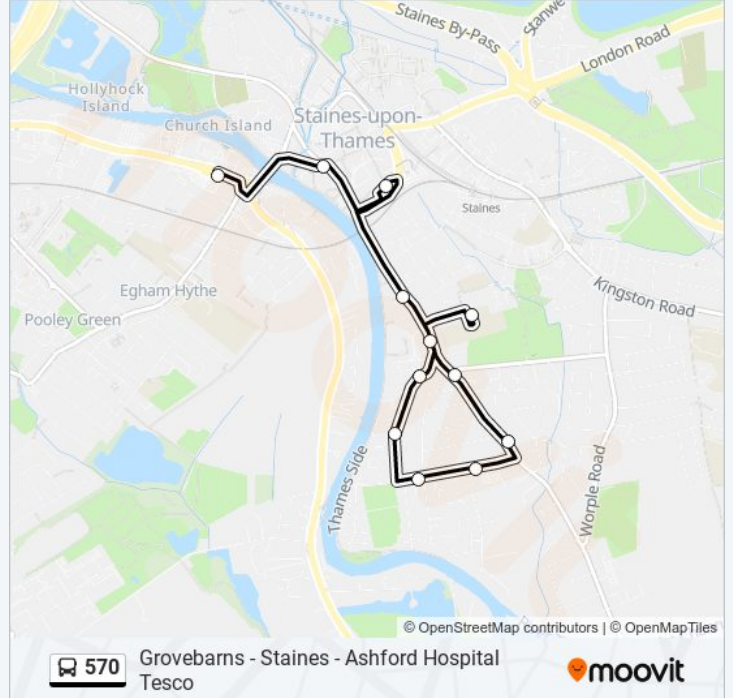 Staines By-Pass
Stanwe
London Road
Hollyhock
Island
Church Island
Staines-upon-
Thames
Staines
Egham Hythe
Kingston Road
Pooley Green
Thames Side
Worple Road
© OpenStreetMap contributors | © OpenMapTiles
570
Grovebarns - Staines - Ashford Hospital
Tesco
moovit